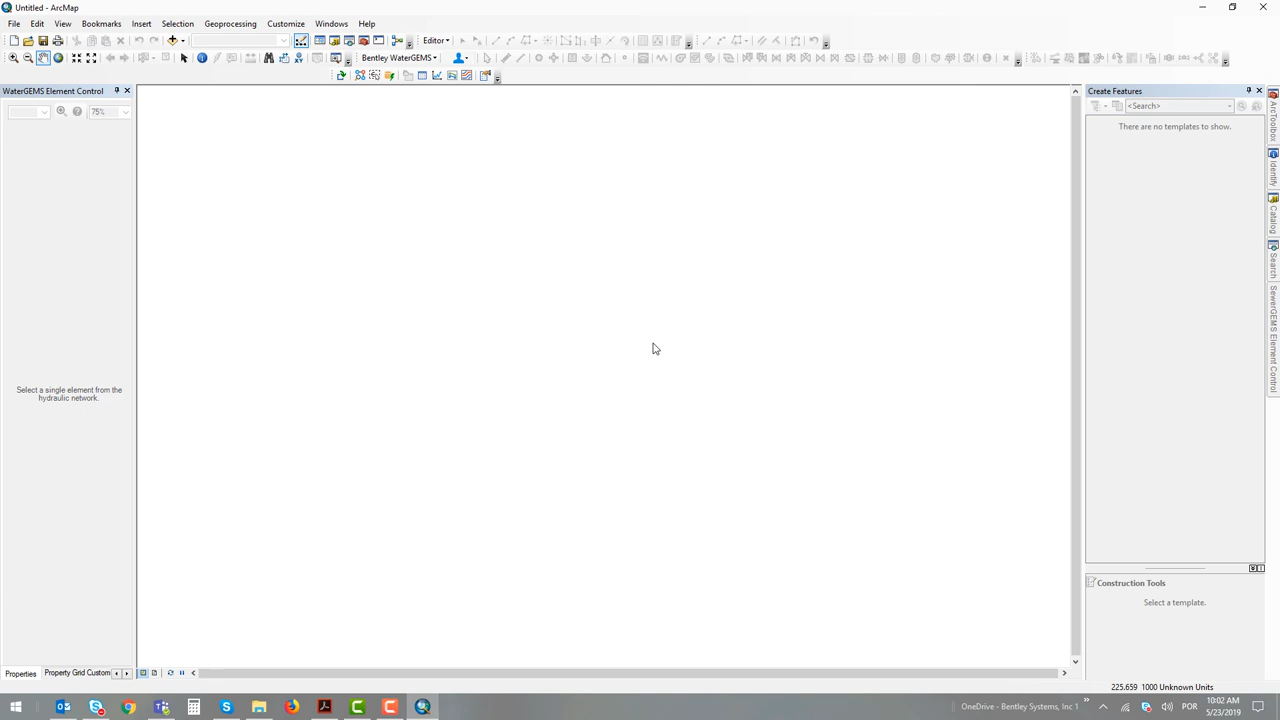 Untitled - ArcMap
File Edit View Bookmarks Insert Selection Geoprocessing Customize Windows Help
Editor
Bentley WaterGEMS
WaterGEMS Element Control
75%
Select a single element from the
hydraulic network.
Properties
Property Grid Custom
Create Features
<Search>
There are no templates to show.
Construction Tools
Select a template.
ArcToolbox
Identify
Catalog
Search
SewerGEMS Element Control
225.659 1000 Unknown Units
OneDrive - Bentley Systems, Inc 1
»
POR
10:02 AM
5/23/2019